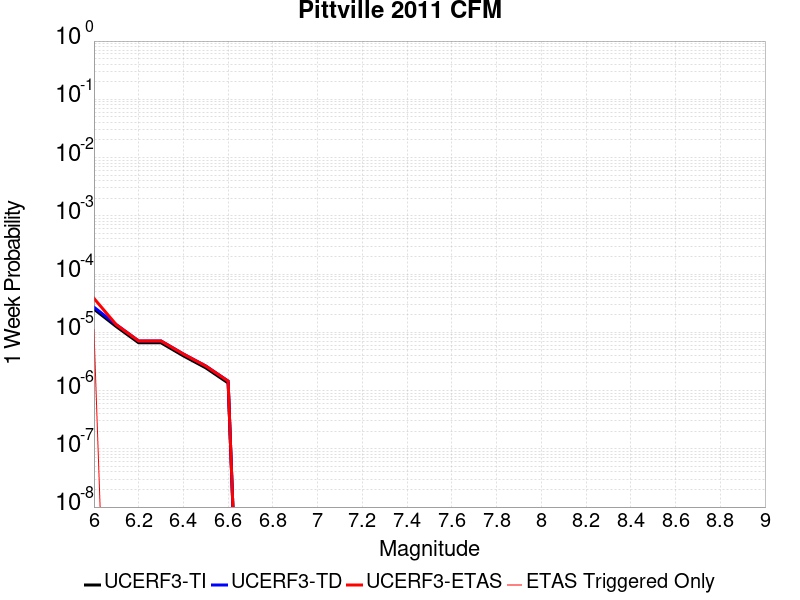 Pittville 2011 CFM
10^0
10^-1
10^-2
10^-3
10^-4
10^-5
10^-6
10^-7
10^-8
1 Week Probability
6 6.2 6.4 6.6 6.8 7 7.2 7.4 7.6 7.8 8 8.2 8.4 8.6 8.8 9
Magnitude
UCERF3-TI UCERF3-TD UCERF3-ETAS ETAS Triggered Only